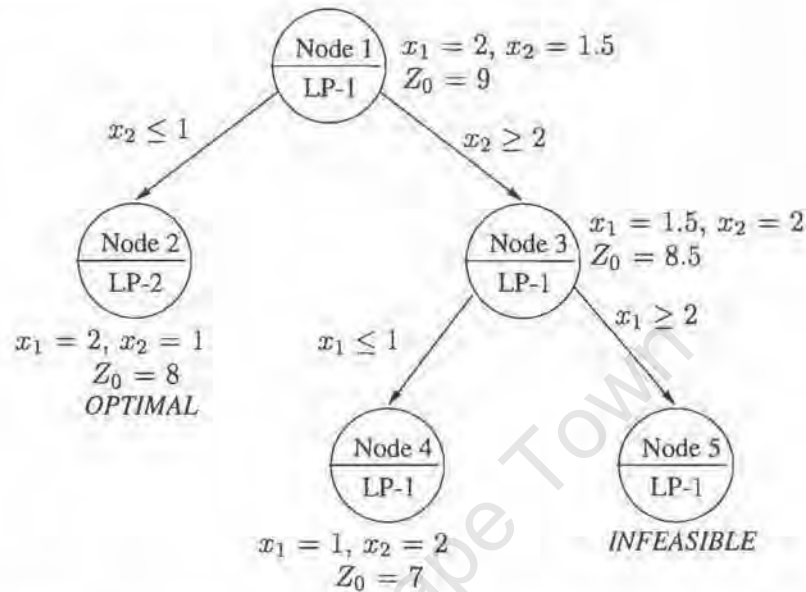 Node 1
LP-1
x₁ = 2, x₂ = 1.5
Z₀ = 9
x₂ ≤ 1
x₂ ≥ 2
Node 2
LP-2
x₁ = 2, x₂ = 1
Z₀ = 8
OPTIMAL
Node 3
LP-1
x₁ = 1.5, x₂ = 2
Z₀ = 8.5
x₁ ≤ 1
x₁ ≥ 2
Node 4
LP-1
x₁ = 1, x₂ = 2
Z₀ = 7
Node 5
LP-1
INFEASIBLE
ape Town